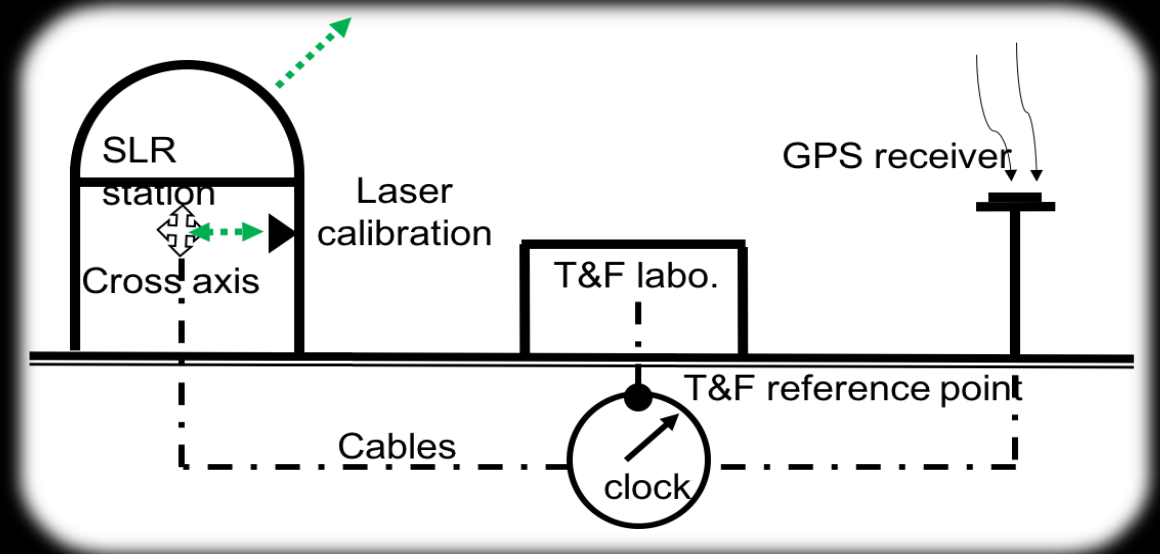 SLR
station
Laser
calibration
Cross axis
T&F labo.
GPS receiver
T&F reference point
Cables
clock